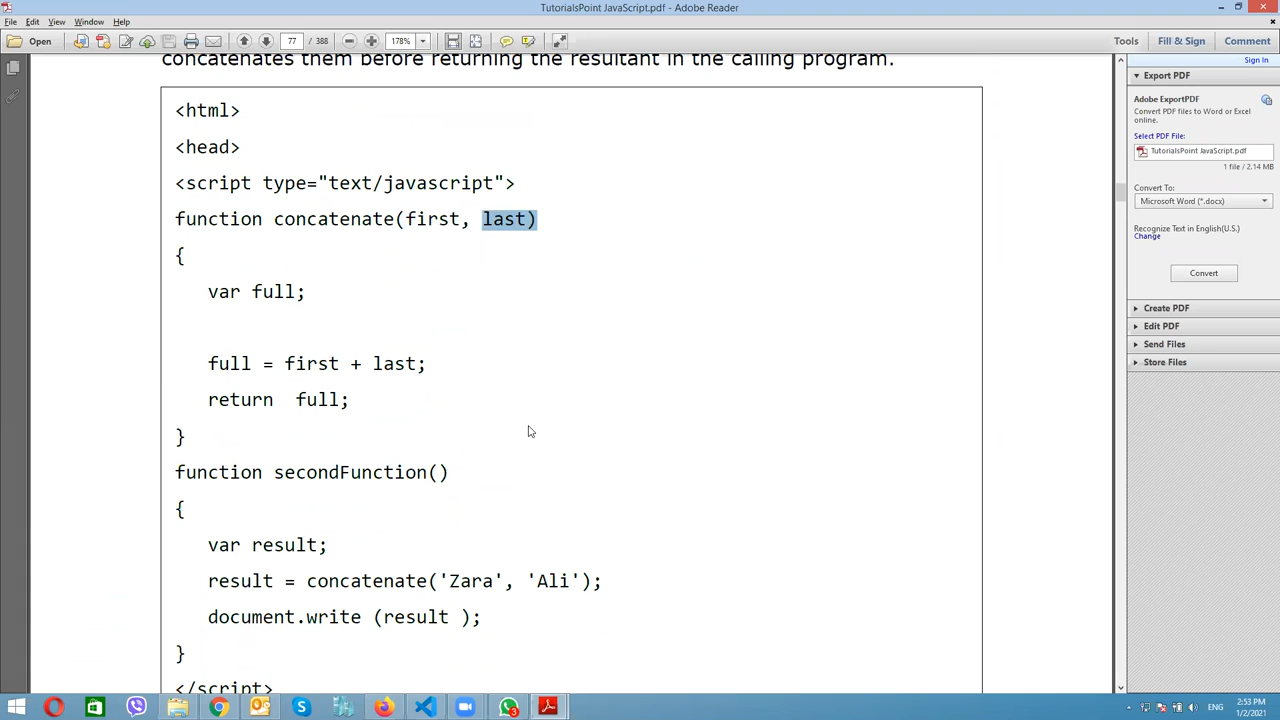 TutorialsPoint JavaScript.pdf - Adobe Reader
File Edit View Window Help
Open 77 / 388 178% Tools Fill & Sign Comment
Sign In
concatenates them before returning the resultant in the calling program.
<html>
<head>
<script type="text/javascript">
function concatenate(first, last)
{
var full;
full = first + last;
return full;
}
function secondFunction()
{
var result;
result = concatenate('Zara', 'Ali');
document.write (result );
}
</script>
Export PDF
Adobe ExportPDF
Convert PDF files to Word or Excel
online.
Select PDF File:
TutorialsPoint JavaScript.pdf
1 file / 2.14 MB
Convert To:
Microsoft Word (*.docx)
Recognize Text in English(U.S.)
Change
Convert
Create PDF
Edit PDF
Send Files
Store Files
3
ENG
2:53 PM
1/2/2021